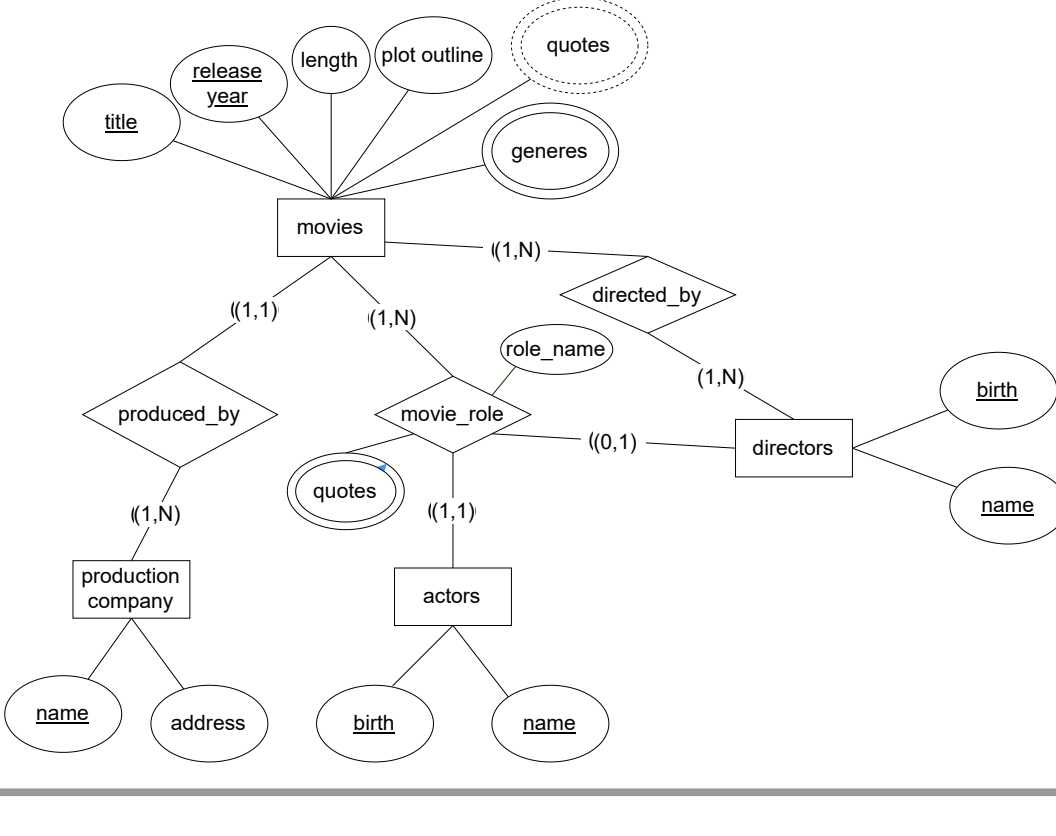 quotes
plot outline
length
release
year
title
generes
movies
((1,N)
directed_by
((1,1)
(1,N)
role_name
(1,N)
birth
produced_by
movie_role
((0,1)
directors
quotes
name
((1,N)
((1,1)
production
company
actors
name
address
birth
name